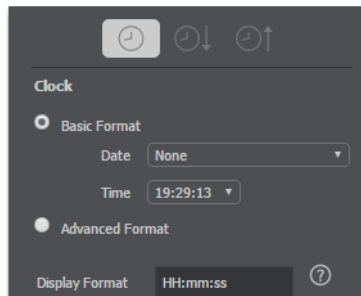 Clock
Basic Format
Date None
Time 19:29:13
Advanced Format
Display Format HH:mm:ss ?